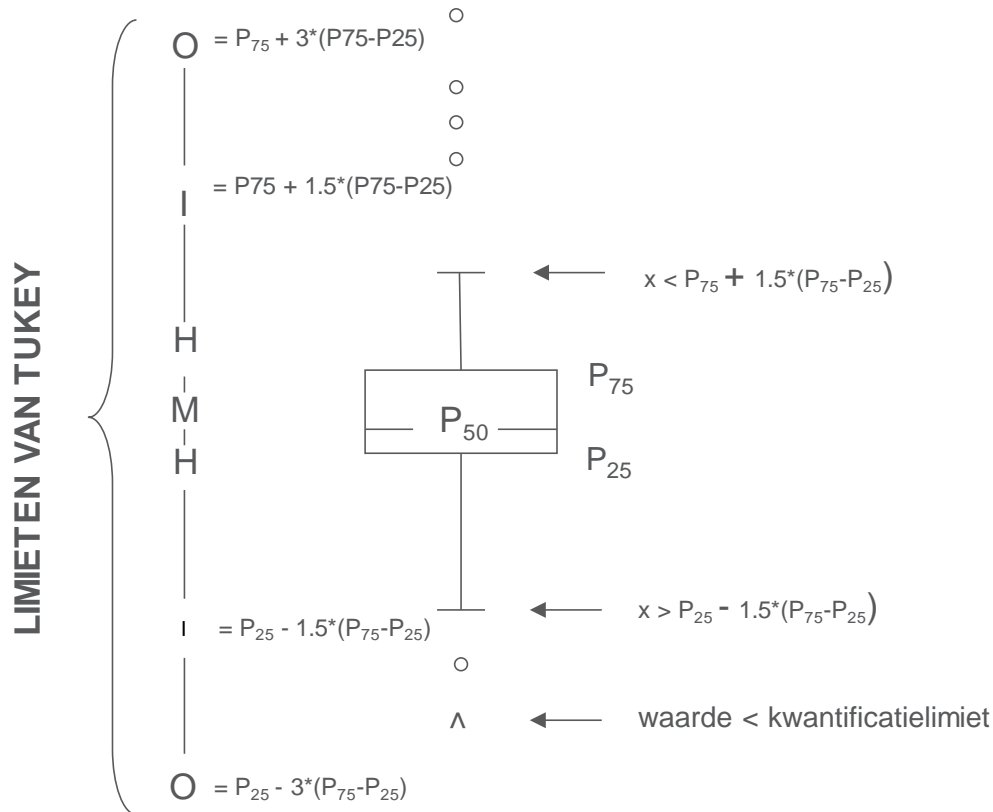 LIMIETEN VAN TUKEY
O = P75 + 3*(P75-P25)
I = P75 + 1.5*(P75-P25)
x < P75 + 1.5*(P75-P25)
H
P75
M
P50
H
P25
x > P25 - 1.5*(P75-P25)
I = P25 - 1.5*(P75-P25)
^ waarde < kwantificatielimiet
O = P25 - 3*(P75-P25)